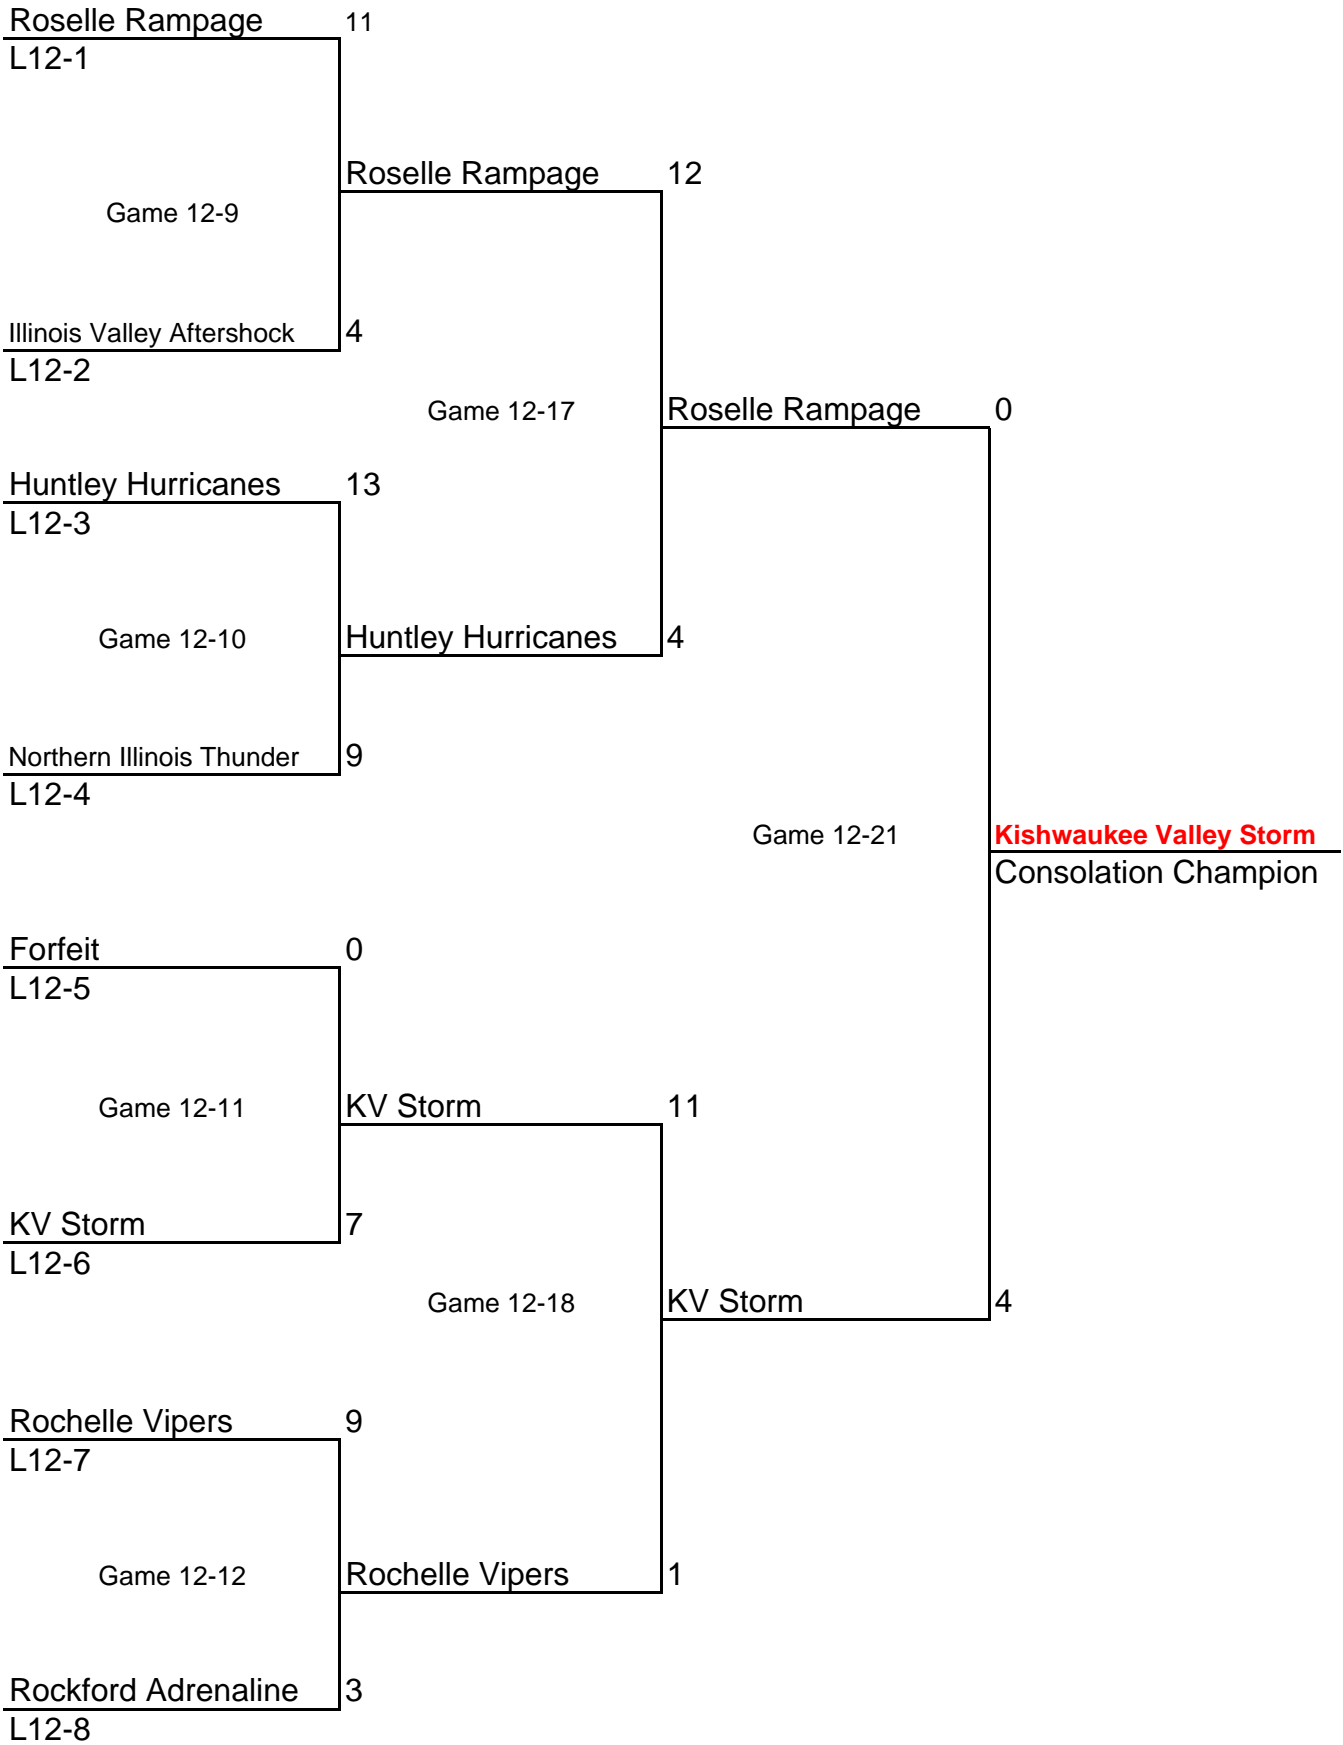 Roselle Rampage 11
L12-1
Roselle Rampage 12
Game 12-9
Illinois Valley Aftershock 4
L12-2
Game 12-17 Roselle Rampage 0
Huntley Hurricanes 13
L12-3
Game 12-10 Huntley Hurricanes 4
Northern Illinois Thunder 9
L12-4
Game 12-21 Kishwaukee Valley Storm
Consolation Champion
Forfeit 0
L12-5
Game 12-11 KV Storm 11
KV Storm 7
L12-6
Game 12-18 KV Storm 4
Rochelle Vipers 9
L12-7
Game 12-12 Rochelle Vipers 1
Rockford Adrenaline 3
L12-8